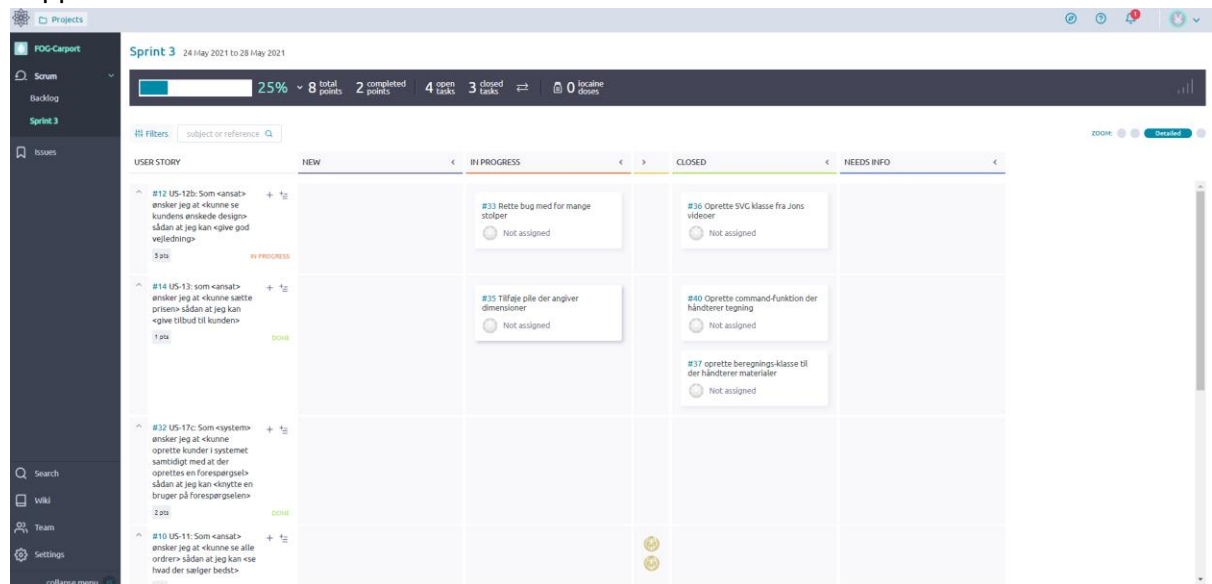 Projects
1
FOG-Carport
Scrum
Backlog
Sprint 3
Issues
Search
Wiki
Team
Settings
collapse menu
Sprint 3 24 May 2021 to 28 May 2021
25% 8 total points 2 completed points 4 open tasks 3 closed tasks 0 iocaine doses
Filters subject or reference
ZOOM: Detailed
USER STORY NEW IN PROGRESS CLOSED NEEDS INFO
#12 US-12b: Som <ansat>
ønsker jeg at <kunne se
kundens ønskede design>
sådan at jeg kan <give god
vejledning>
IN PROGRESS
#33 Rette bug med for mange
stolper
Not assigned
#36 Oprette SVG klasse fra Jons
videoer
Not assigned
#14 US-13: som <ansat>
ønsker jeg at <kunne sætte
prisen> sådan at jeg kan
<give tilbud til kunden>
1 pts DONE
#35 Tilføje pile der angiver
dimensioner
Not assigned
#40 Oprette command-funktion der
håndterer tegning
Not assigned
#37 oprette beregnings-klasse til
der håndterer materialer
Not assigned
#32 US-17c: Som <system>
ønsker jeg at <kunne
oprette kunder i systemet
samtidigt med at der
oprettes en forespørgsel>
sådan at jeg kan <knytte en
bruger på forespørgselen>
2 pts DONE
#10 US-11: Som <ansat>
ønsker jeg at <kunne se alle
ordrer> sådan at jeg kan <se
hvad der sælger bedst>